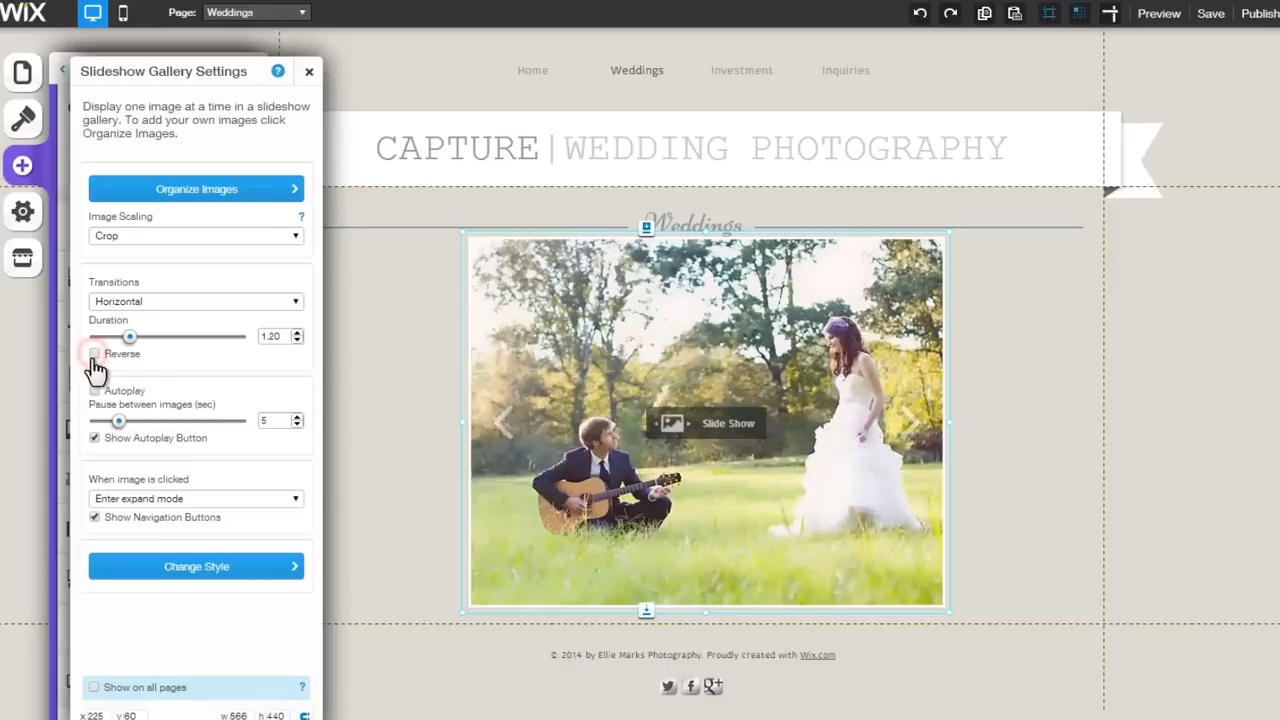 WiX Page: Weddings Preview Save Publish
Slideshow Gallery Settings ? ×
Display one image at a time in a slideshow
gallery. To add your own images click
Organize Images.
Organize Images
Image Scaling ?
Crop
Transitions
Horizontal
Duration
1.20
Reverse
Autoplay
Pause between images (sec)
5
Show Autoplay Button
When image is clicked
Enter expand mode
Show Navigation Buttons
Change Style
Show on all pages ?
x 225 y 60 w 566 h 440
Home Weddings Investment Inquiries
CAPTURE|WEDDING PHOTOGRAPHY
Weddings
Slide Show
© 2014 by Ellie Marks Photography. Proudly created with Wix.com